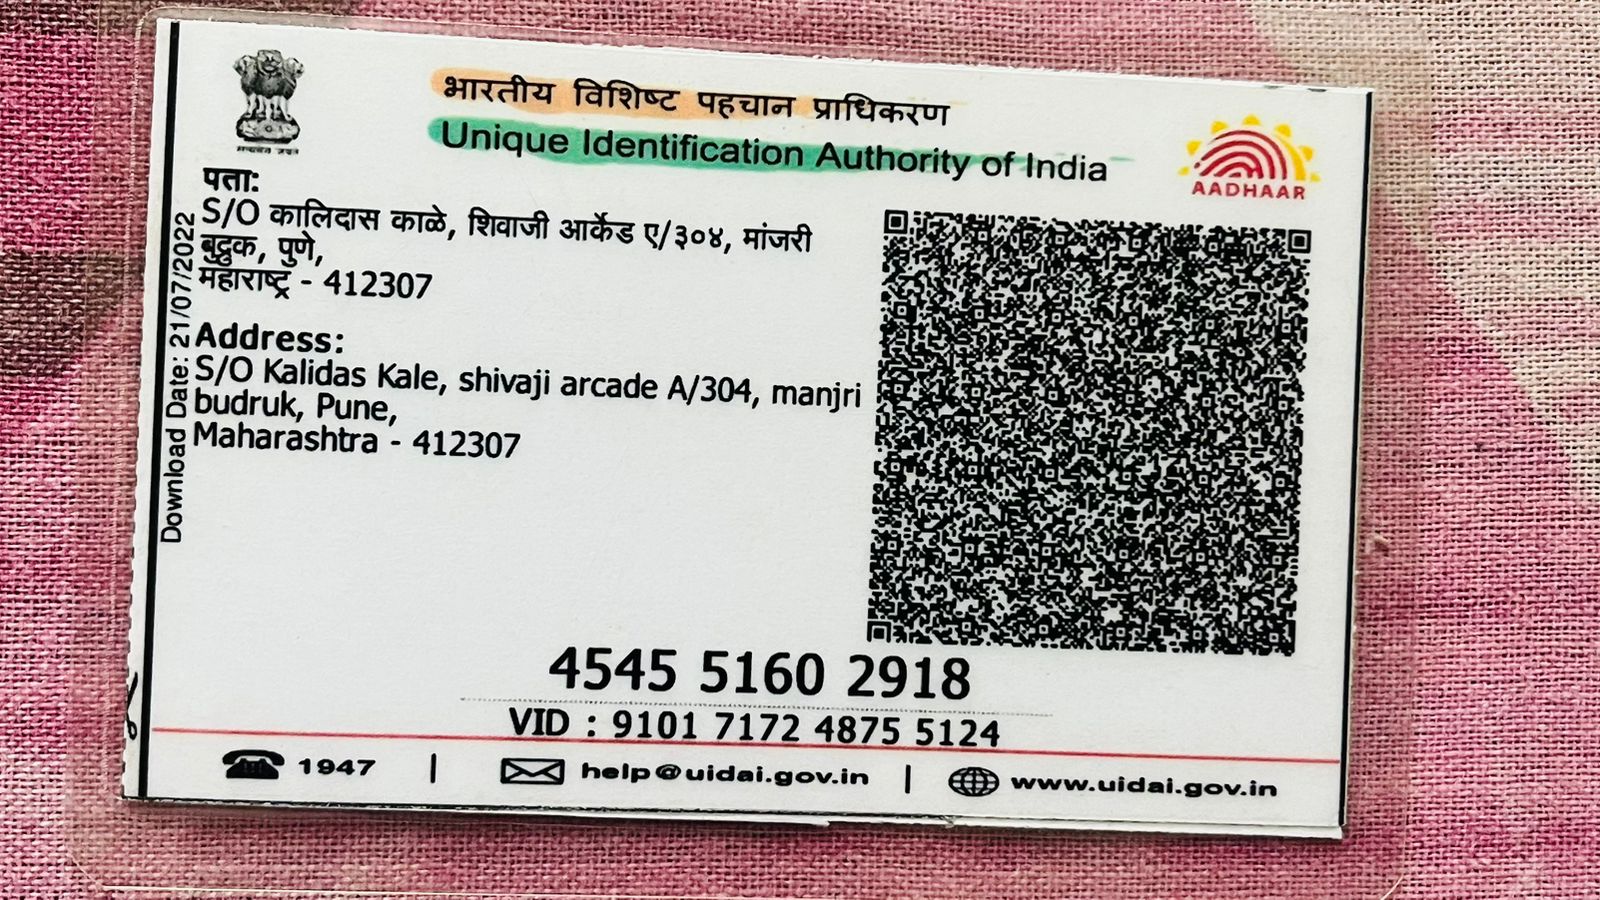 भारतीय विशिष्ट पहचान प्राधिकरण
Unique Identification Authority of India
AADHAAR
पता:
S/O कालिदास काळे, शिवाजी आर्केड ए/३०४, मांजरी
बुद्रुक, पुणे,
महाराष्ट्र - 412307
Address:
S/O Kalidas Kale, shivaji arcade A/304, manjri
budruk, Pune,
Maharashtra - 412307
Download Date: 21/07/2022
4545 5160 2918
VID : 9101 7172 4875 5124
1947 | help@uidai.gov.in | www.uidai.gov.in